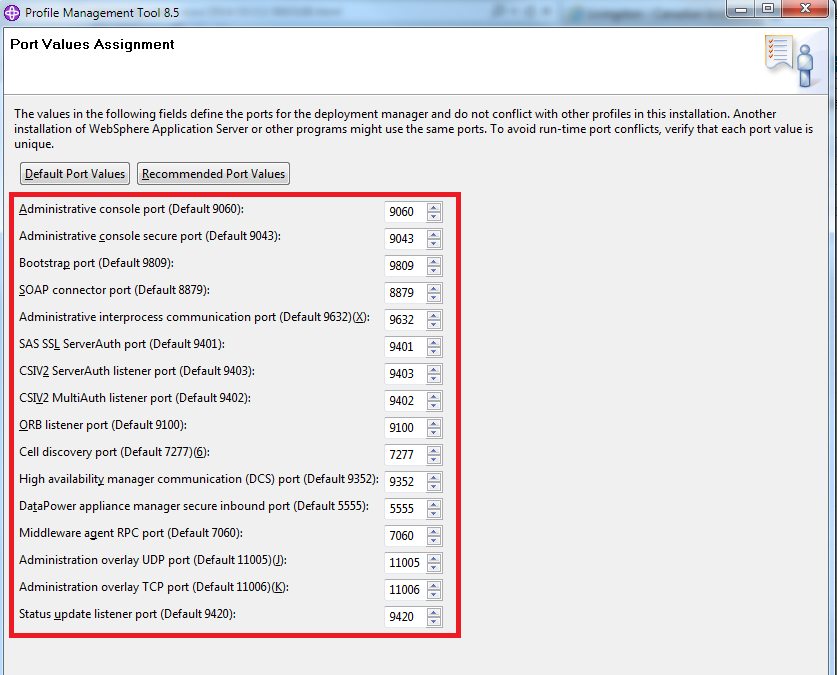 Profile Management Tool 8.5
Port Values Assignment
The values in the following fields define the ports for the deployment manager and do not conflict with other profiles in this installation. Another
installation of WebSphere Application Server or other programs might use the same ports. To avoid run-time port conflicts, verify that each port value is
unique.
Default Port Values Recommended Port Values
Administrative console port (Default 9060): 9060
Administrative console secure port (Default 9043): 9043
Bootstrap port (Default 9809): 9809
SOAP connector port (Default 8879): 8879
Administrative interprocess communication port (Default 9632)(X): 9632
SAS SSL ServerAuth port (Default 9401): 9401
CSIV2 ServerAuth listener port (Default 9403): 9403
CSIV2 MultiAuth listener port (Default 9402): 9402
ORB listener port (Default 9100): 9100
Cell discovery port (Default 7277)(6): 7277
High availability manager communication (DCS) port (Default 9352): 9352
DataPower appliance manager secure inbound port (Default 5555): 5555
Middleware agent RPC port (Default 7060): 7060
Administration overlay UDP port (Default 11005)(J): 11005
Administration overlay TCP port (Default 11006)(K): 11006
Status update listener port (Default 9420): 9420